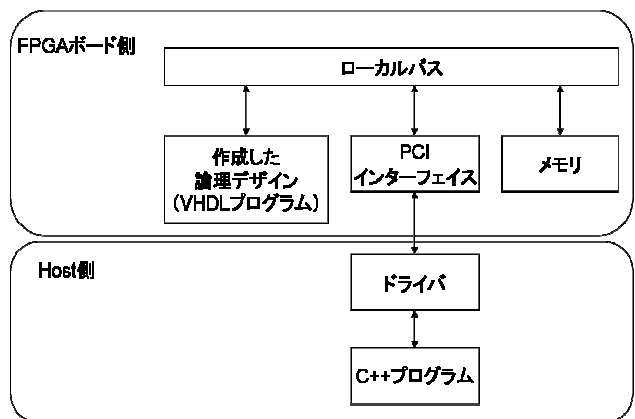 FPGAボード側
ローカルバス
作成した
論理デザイン
(VHDLプログラム)
PCI
インターフェイス
メモリ
Host側
ドライバ
C++プログラム